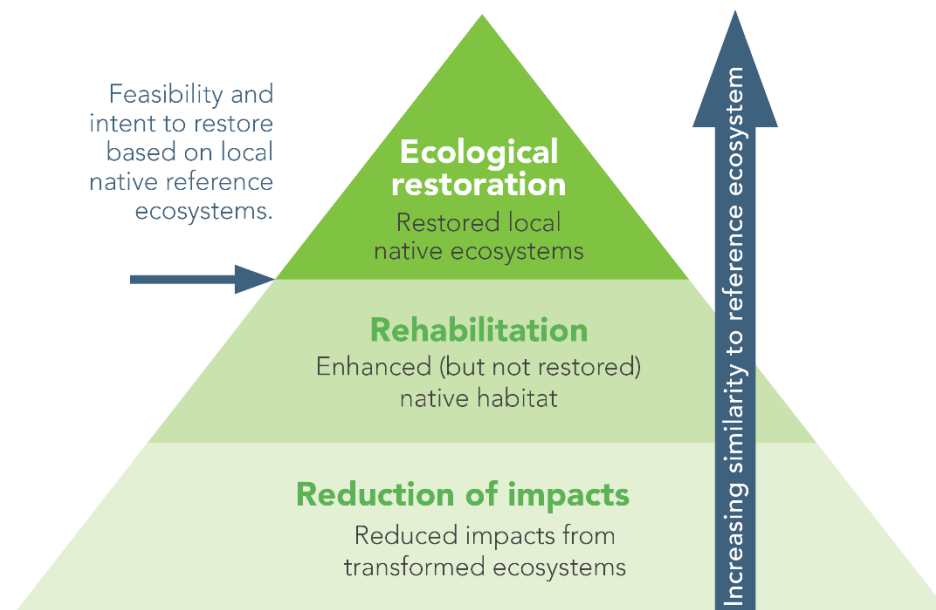 Feasibility and
intent to restore
based on local
native reference
ecosystems.
Ecological
restoration
Restored local
native ecosystems
Rehabilitation
Enhanced (but not restored)
native habitat
Reduction of impacts
Reduced impacts from
transformed ecosystems
Increasing similarity to reference ecosystem